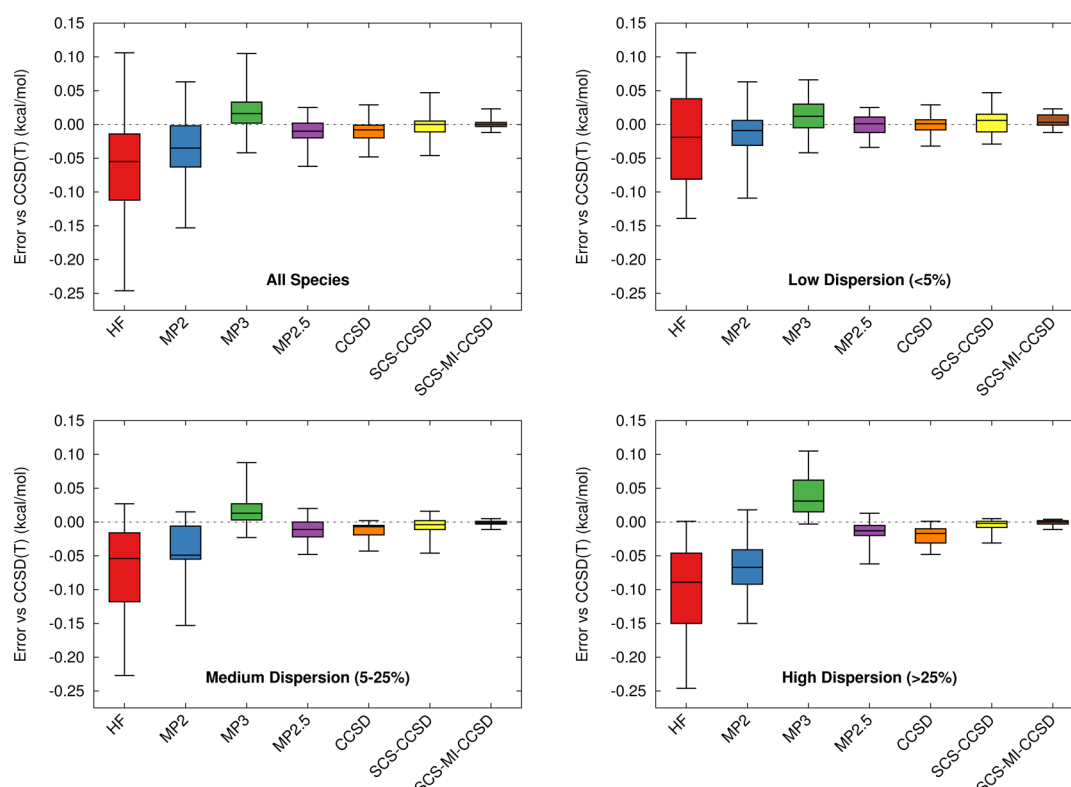 Error vs CCSD(T) (kcal/mol)
0.15
0.10
0.05
0.00
-0.05
-0.10
-0.15
-0.20
-0.25
All Species
HF
MP2
MP3
MP2.5
CCSD
SCS-CCSD
SCS-MI-CCSD
Error vs CCSD(T) (kcal/mol)
0.15
0.10
0.05
0.00
-0.05
-0.10
-0.15
-0.20
-0.25
Low Dispersion (<5%)
HF
MP2
MP3
MP2.5
CCSD
SCS-CCSD
SCS-MI-CCSD
Error vs CCSD(T) (kcal/mol)
0.15
0.10
0.05
0.00
-0.05
-0.10
-0.15
-0.20
-0.25
Medium Dispersion (5-25%)
HF
MP2
MP3
MP2.5
CCSD
SCS-CCSD
SCS-MI-CCSD
Error vs CCSD(T) (kcal/mol)
0.15
0.10
0.05
0.00
-0.05
-0.10
-0.15
-0.20
-0.25
High Dispersion (>25%)
HF
MP2
MP3
MP2.5
CCSD
SCS-CCSD
SCS-MI-CCSD